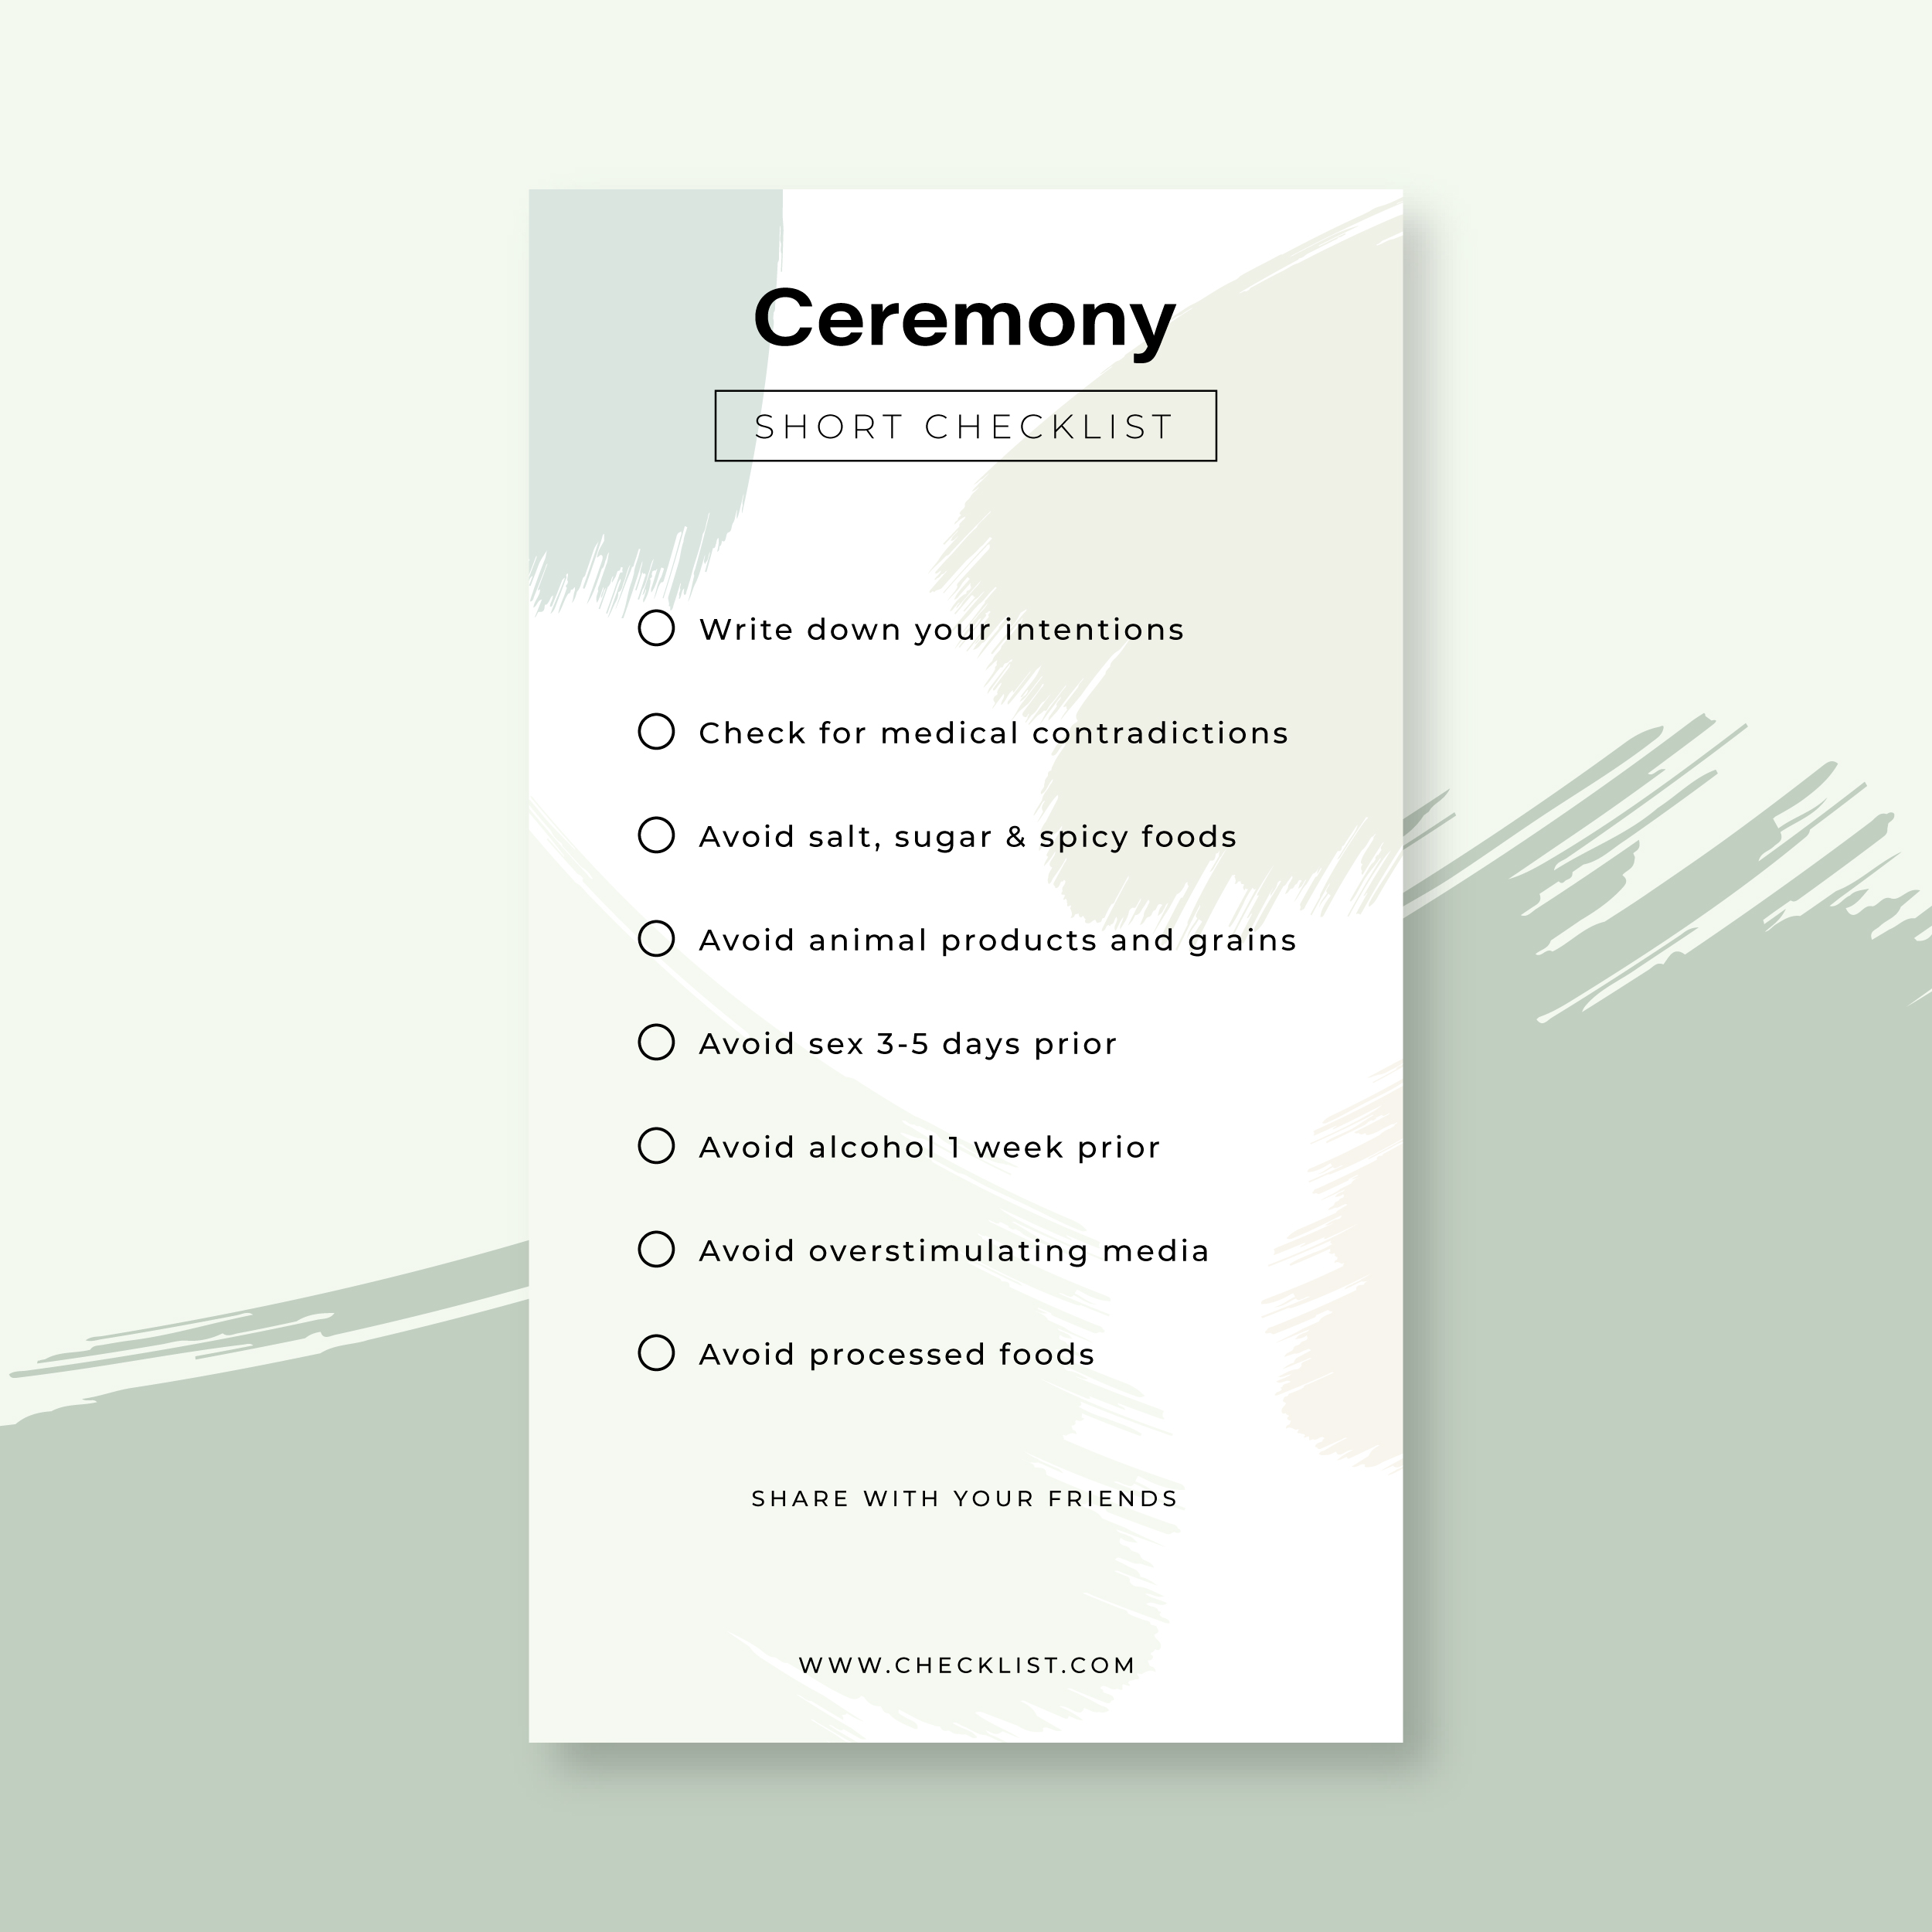 Ceremony
SHORT CHECKLIST
Write down your intentions
Check for medical contradictions
Avoid salt, sugar & spicy foods
Avoid animal products and grains
Avoid sex 3-5 days prior
Avoid alcohol 1 week prior
Avoid overstimulating media
Avoid processed foods
SHARE WITH YOUR FRIENDS
WWW.CHECKLIST.COM